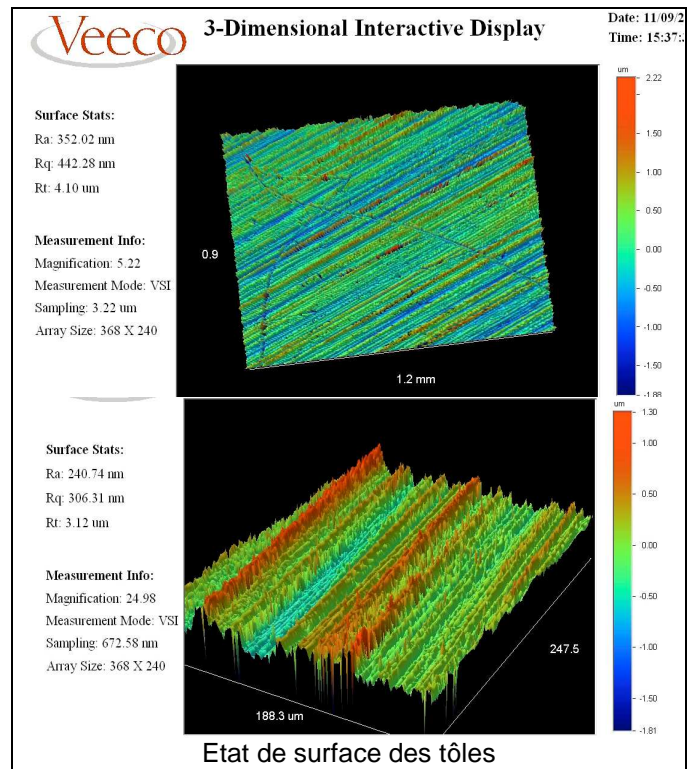 Veeco
3-Dimensional Interactive Display
Date: 11/09/2
Time: 15:37:
Surface Stats:
Ra: 352.02 nm
Rq: 442.28 nm
Rt: 4.10 um
Measurement Info:
Magnification: 5.22
Measurement Mode: VSI
Sampling: 3.22 um
Array Size: 368 X 240
0.9
1.2 mm
um
2.22
1.50
1.00
0.50
0.00
-0.50
-1.00
-1.50
-1.88
Surface Stats:
Ra: 240.74 nm
Rq: 306.31 nm
Rt: 3.12 um
Measurement Info:
Magnification: 24.98
Measurement Mode: VSI
Sampling: 672.58 nm
Array Size: 368 X 240
188.3 um
247.5
um
1.30
1.00
0.50
0.00
-0.50
-1.00
-1.50
-1.81
Etat de surface des tôles